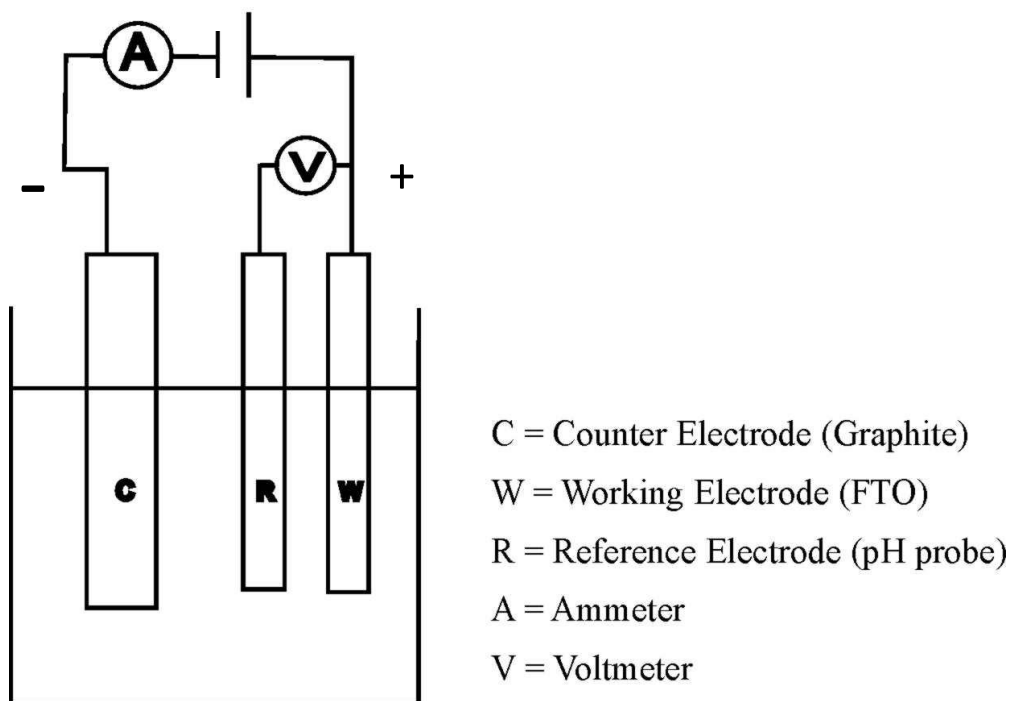 A
V
− +
C
R
W
C = Counter Electrode (Graphite)
W = Working Electrode (FTO)
R = Reference Electrode (pH probe)
A = Ammeter
V = Voltmeter